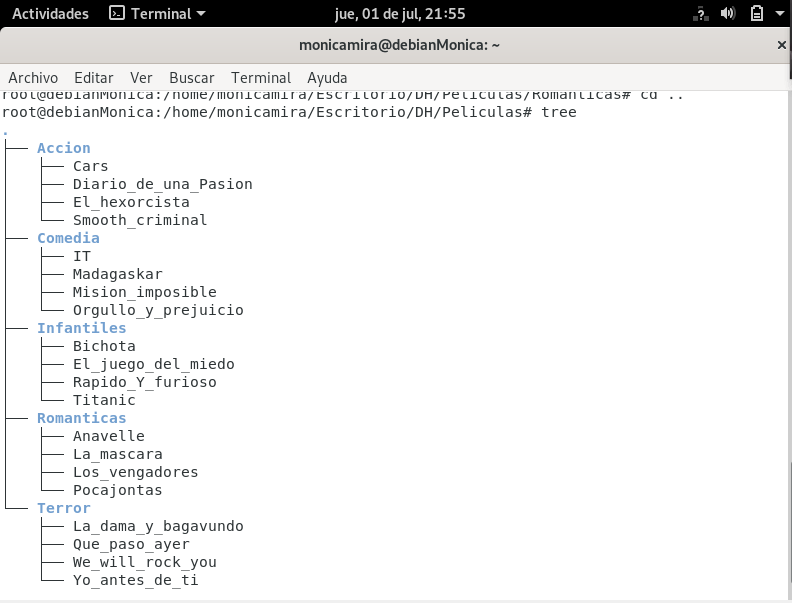 Actividades Terminal jue, 01 de jul, 21:55 ?
monicamira@debianMonica: ~ ×
Archivo Editar Ver Buscar Terminal Ayuda
root@debianMonica:/home/monicamira/Escritorio/DH/Peliculas/Romanticas# cd ..
root@debianMonica:/home/monicamira/Escritorio/DH/Peliculas# tree
.
├── Accion
│   ├── Cars
│   ├── Diario_de_una_Pasion
│   ├── El_hexorcista
│   └── Smooth_criminal
├── Comedia
│   ├── IT
│   ├── Madagaskar
│   ├── Mision_imposible
│   └── Orgullo_y_prejuicio
├── Infantiles
│   ├── Bichota
│   ├── El_juego_del_miedo
│   ├── Rapido_Y_furioso
│   └── Titanic
├── Romanticas
│   ├── Anavelle
│   ├── La_mascara
│   ├── Los_vengadores
│   └── Pocajontas
└── Terror
    ├── La_dama_y_bagavundo
    ├── Que_paso_ayer
    ├── We_will_rock_you
    └── Yo_antes_de_ti